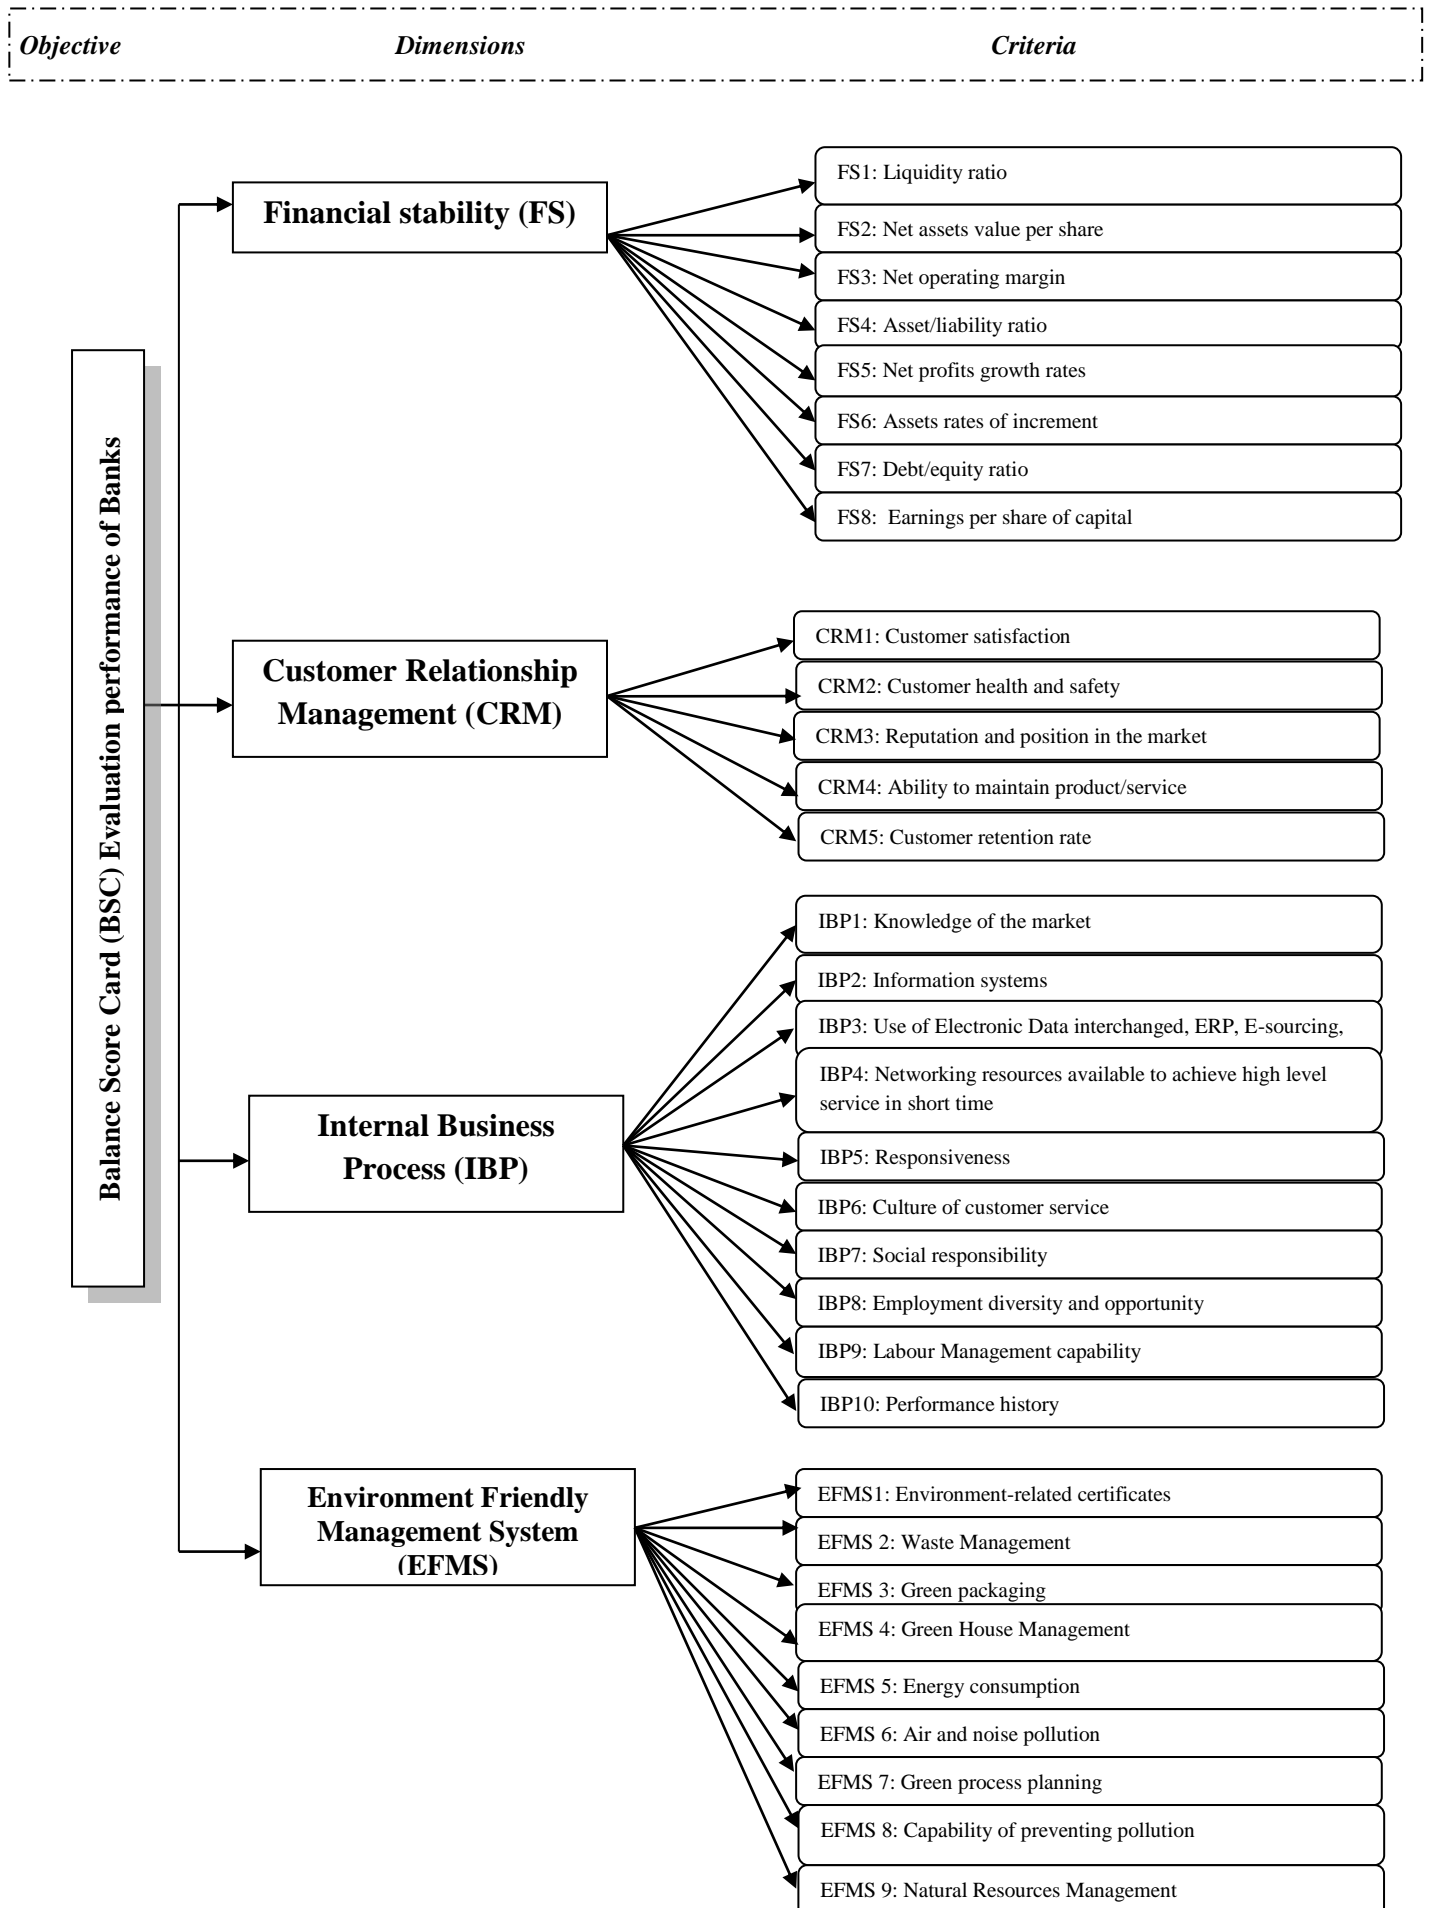 Objective Dimensions Criteria
Balance Score Card (BSC) Evaluation performance of Banks
Financial stability (FS)
FS1: Liquidity ratio
FS2: Net assets value per share
FS3: Net operating margin
FS4: Asset/liability ratio
FS5: Net profits growth rates
FS6: Assets rates of increment
FS7: Debt/equity ratio
FS8: Earnings per share of capital
Customer Relationship
Management (CRM)
CRM1: Customer satisfaction
CRM2: Customer health and safety
CRM3: Reputation and position in the market
CRM4: Ability to maintain product/service
CRM5: Customer retention rate
Internal Business
Process (IBP)
IBP1: Knowledge of the market
IBP2: Information systems
IBP3: Use of Electronic Data interchanged, ERP, E-sourcing,
IBP4: Networking resources available to achieve high level
service in short time
IBP5: Responsiveness
IBP6: Culture of customer service
IBP7: Social responsibility
IBP8: Employment diversity and opportunity
IBP9: Labour Management capability
IBP10: Performance history
Environment Friendly
Management System
(EFMS)
EFMS1: Environment-related certificates
EFMS 2: Waste Management
EFMS 3: Green packaging
EFMS 4: Green House Management
EFMS 5: Energy consumption
EFMS 6: Air and noise pollution
EFMS 7: Green process planning
EFMS 8: Capability of preventing pollution
EFMS 9: Natural Resources Management